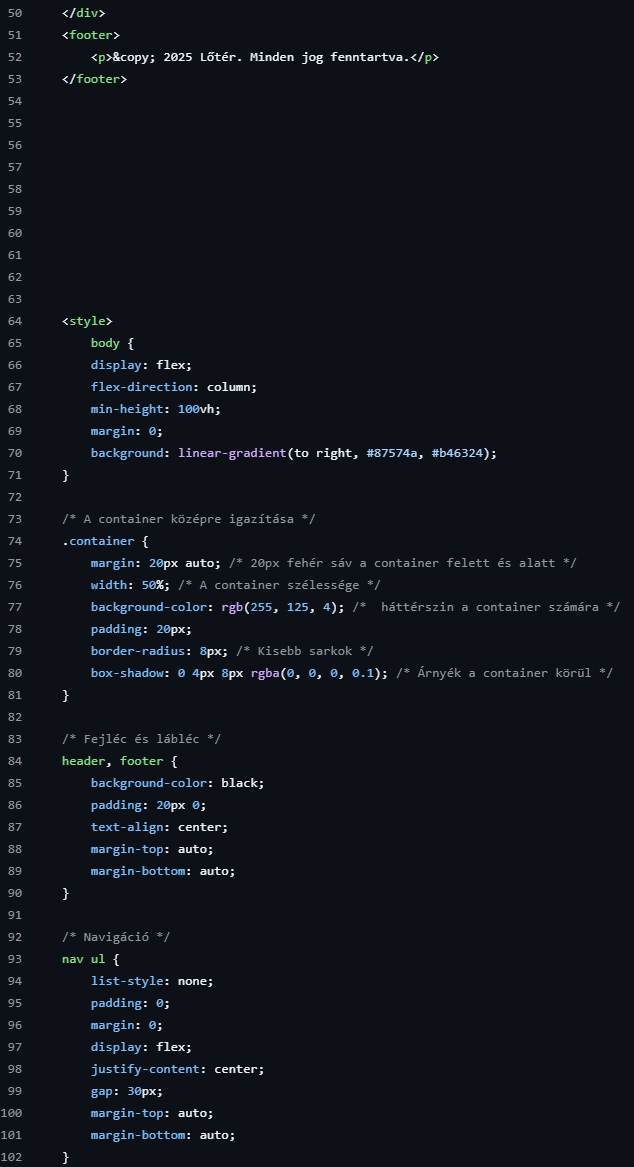 50 </div>
51 <footer>
52 <p>&copy; 2025 Lőtér. Minden jog fenntartva.</p>
53 </footer>
54
55
56
57
58
59
60
61
62
63
64 <style>
65 body {
66 display: flex;
67 flex-direction: column;
68 min-height: 100vh;
69 margin: 0;
70 background: linear-gradient(to right, #87574a, #b46324);
71 }
72
73 /* A container középre igazítása */
74 .container {
75 margin: 20px auto; /* 20px fehér sáv a container felett és alatt */
76 width: 50%; /* A container szélessége */
77 background-color: rgb(255, 125, 4); /*  háttérszin a container számára */
78 padding: 20px;
79 border-radius: 8px; /* Kisebb sarkok */
80 box-shadow: 0 4px 8px rgba(0, 0, 0, 0.1); /* Árnyék a container körül */
81 }
82
83 /* Fejléc és lábléc */
84 header, footer {
85 background-color: black;
86 padding: 20px 0;
87 text-align: center;
88 margin-top: auto;
89 margin-bottom: auto;
90 }
91
92 /* Navigáció */
93 nav ul {
94 list-style: none;
95 padding: 0;
96 margin: 0;
97 display: flex;
98 justify-content: center;
99 gap: 30px;
100 margin-top: auto;
101 margin-bottom: auto;
102 }